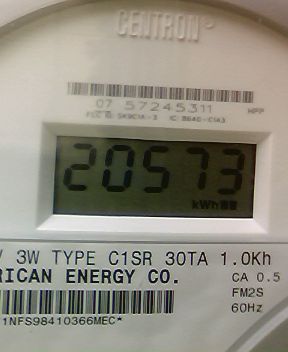 CENTRON
07 57245311
20573
kWh
V 3W TYPE C1SR 30TA 1.0Kh
RICAN ENERGY CO.
CA 0.5
FM2S
60Hz
1NFS98410366MEC*